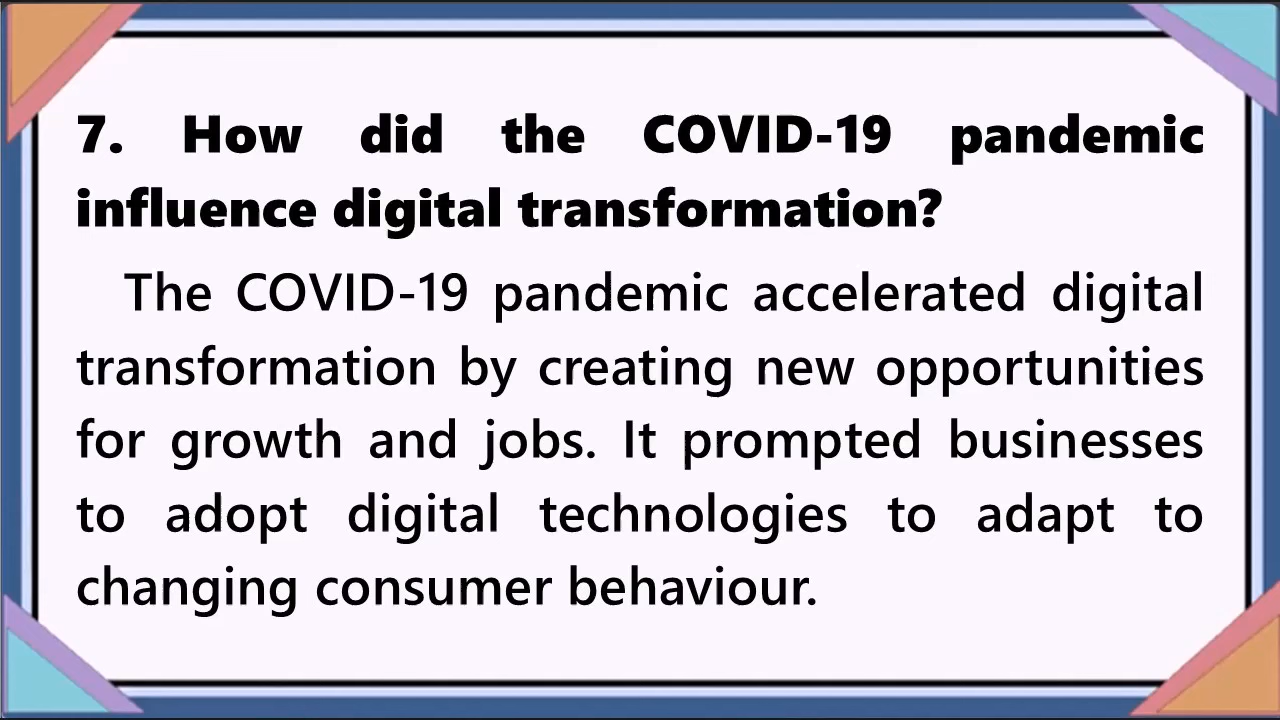 7. How did the COVID-19 pandemic
influence digital transformation?
The COVID-19 pandemic accelerated digital
transformation by creating new opportunities
for growth and jobs. It prompted businesses
to adopt digital technologies to adapt to
changing consumer behaviour.